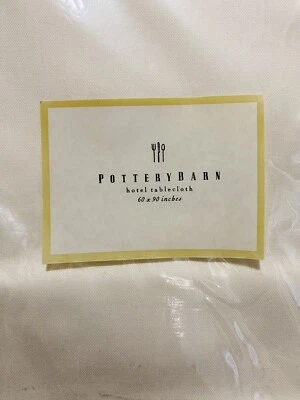 POTTERYBARN
hotel tablecloth
60 x 90 inches